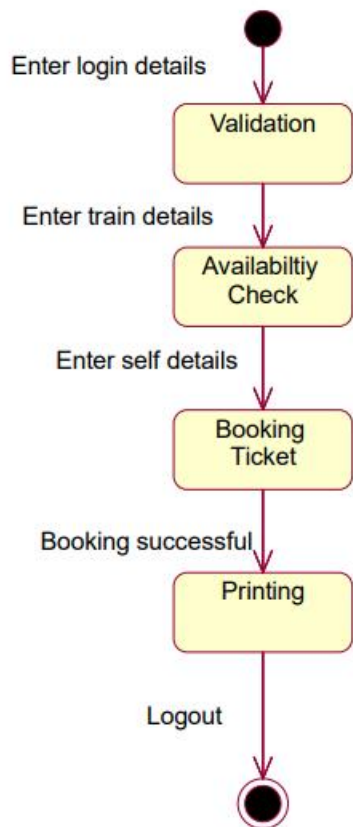 Enter login details
Validation
Enter train details
Availabiltiy
Check
Enter self details
Booking
Ticket
Booking successful
Printing
Logout